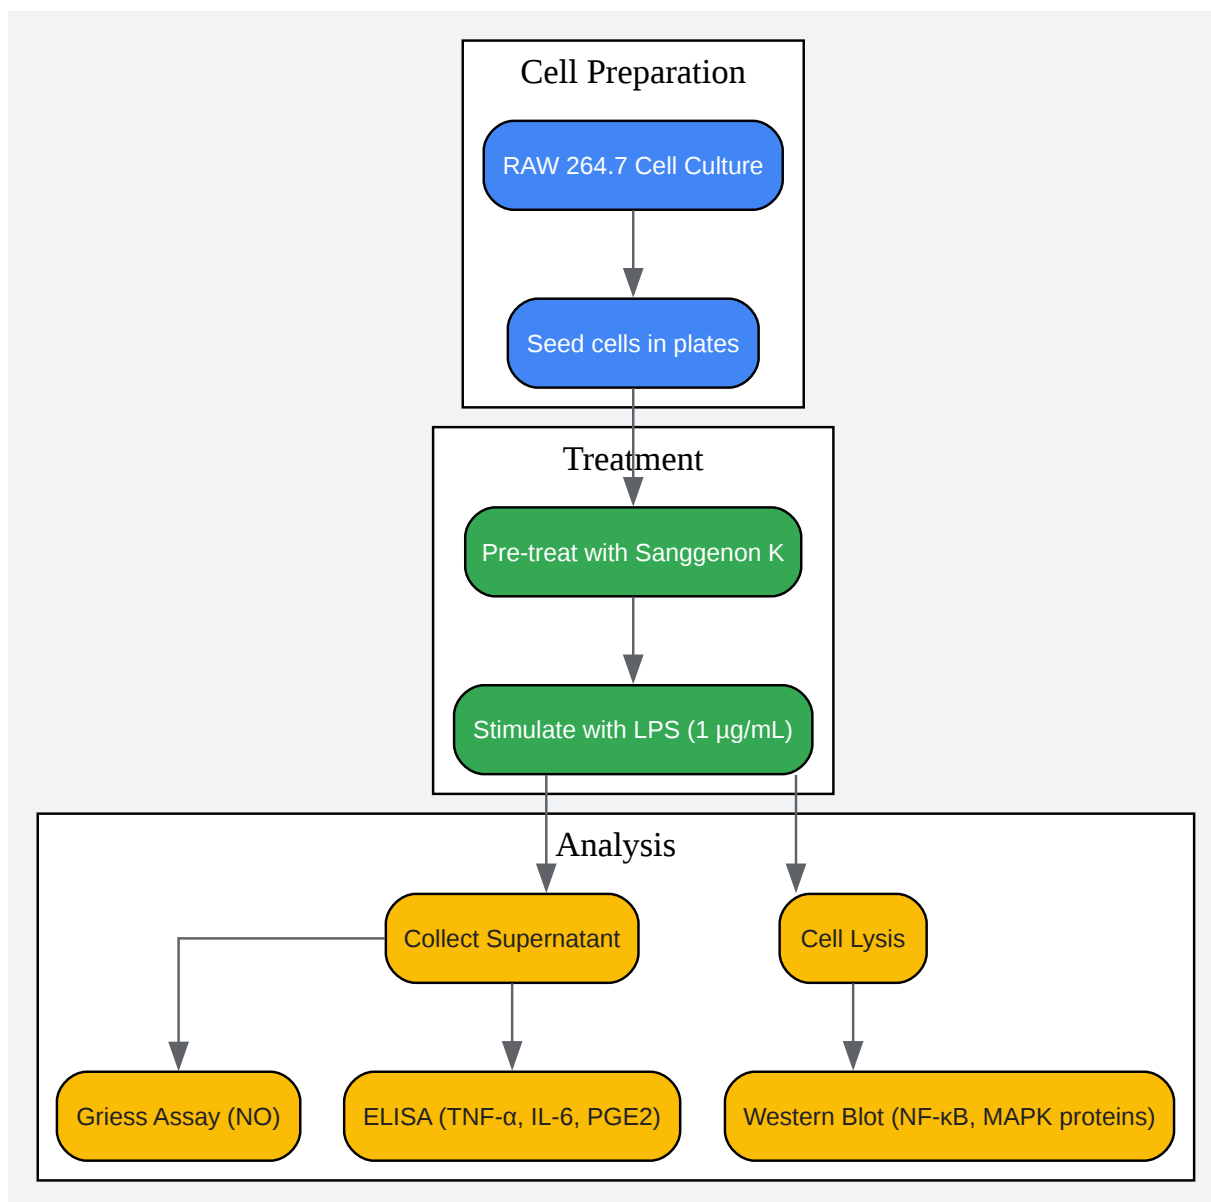 Cell Preparation
RAW 264.7 Cell Culture
Seed cells in plates
Treatment
Pre-treat with Sanggenon K
Stimulate with LPS (1 µg/mL)
Analysis
Collect Supernatant
Cell Lysis
Griess Assay (NO)
ELISA (TNF-α, IL-6, PGE2)
Western Blot (NF-κB, MAPK proteins)